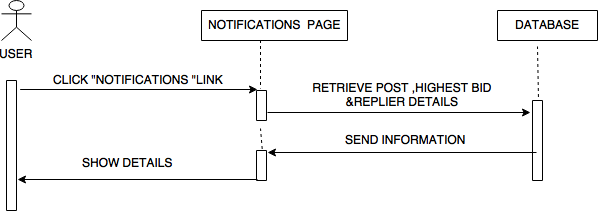 NOTIFICATIONS PAGE
DATABASE
USER
CLICK "NOTIFICATIONS "LINK
RETRIEVE POST ,HIGHEST BID
&REPLIER DETAILS
SEND INFORMATION
SHOW DETAILS